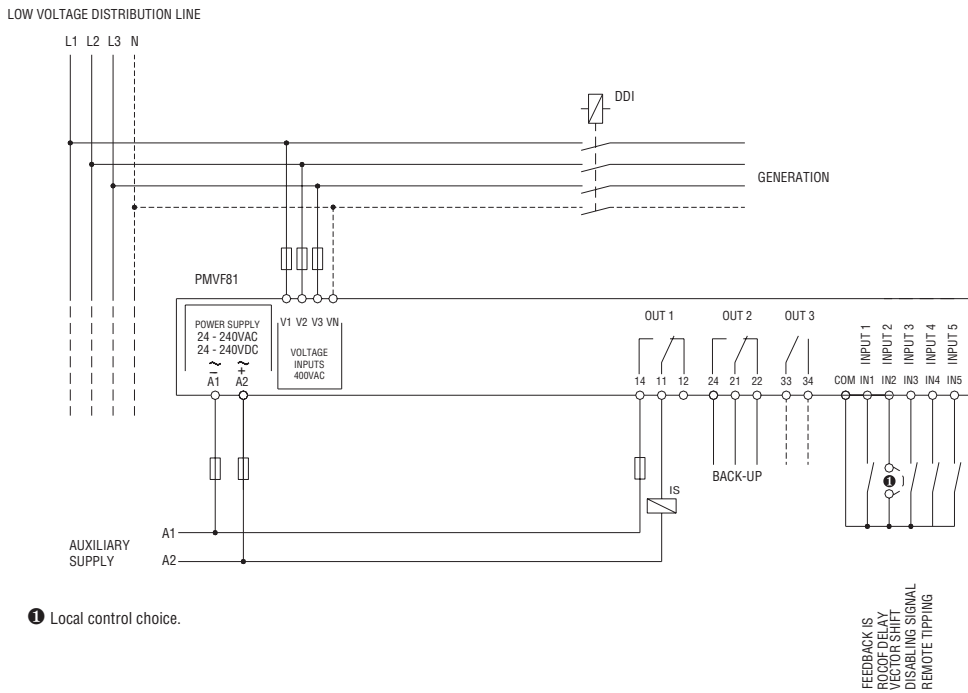 LOW VOLTAGE DISTRIBUTION LINE
L1 L2 L3 N
DDI
GENERATION
PMVF81
POWER SUPPLY
24 - 240VAC
24 - 240VDC
~ ~
– +
A1 A2
V1 V2 V3 VN
VOLTAGE
INPUTS
400VAC
OUT 1 OUT 2 OUT 3
INPUT 1
INPUT 2
INPUT 3
INPUT 4
INPUT 5
14 11 12 24 21 22 33 34 COM IN1 IN2 IN3 IN4 IN5
BACK-UP
❶
IS
AUXILIARY
SUPPLY
A1
A2
❶ Local control choice.
FEEDBACK IS
ROCOF DELAY
VECTOR SHIFT
DISABLING SIGNAL
REMOTE TIPPING